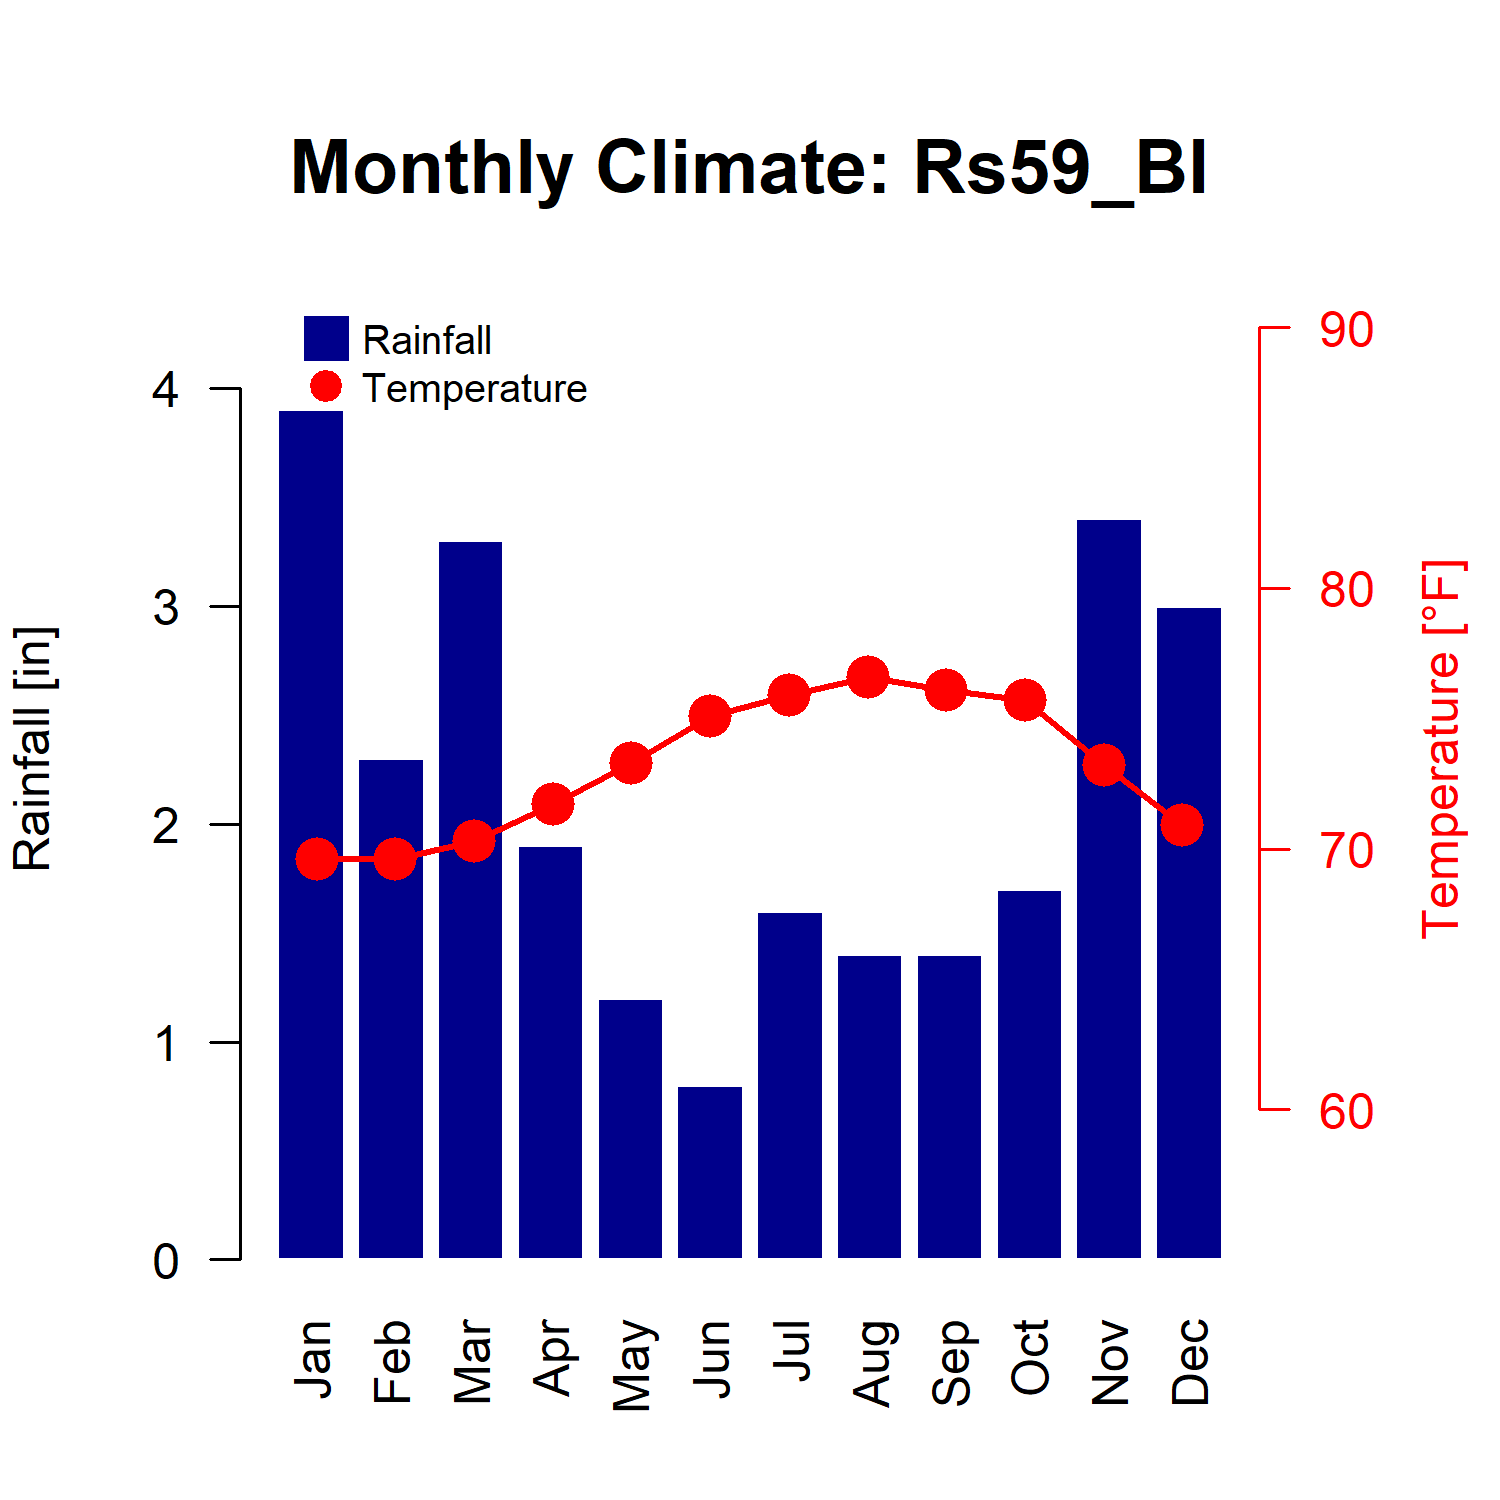 Monthly Climate: Rs59_Bl
Rainfall
Temperature
Rainfall [in]
4
3
2
1
0
90
80
70
60
Temperature [°F]
Jan
Feb
Mar
Apr
May
Jun
Jul
Aug
Sep
Oct
Nov
Dec